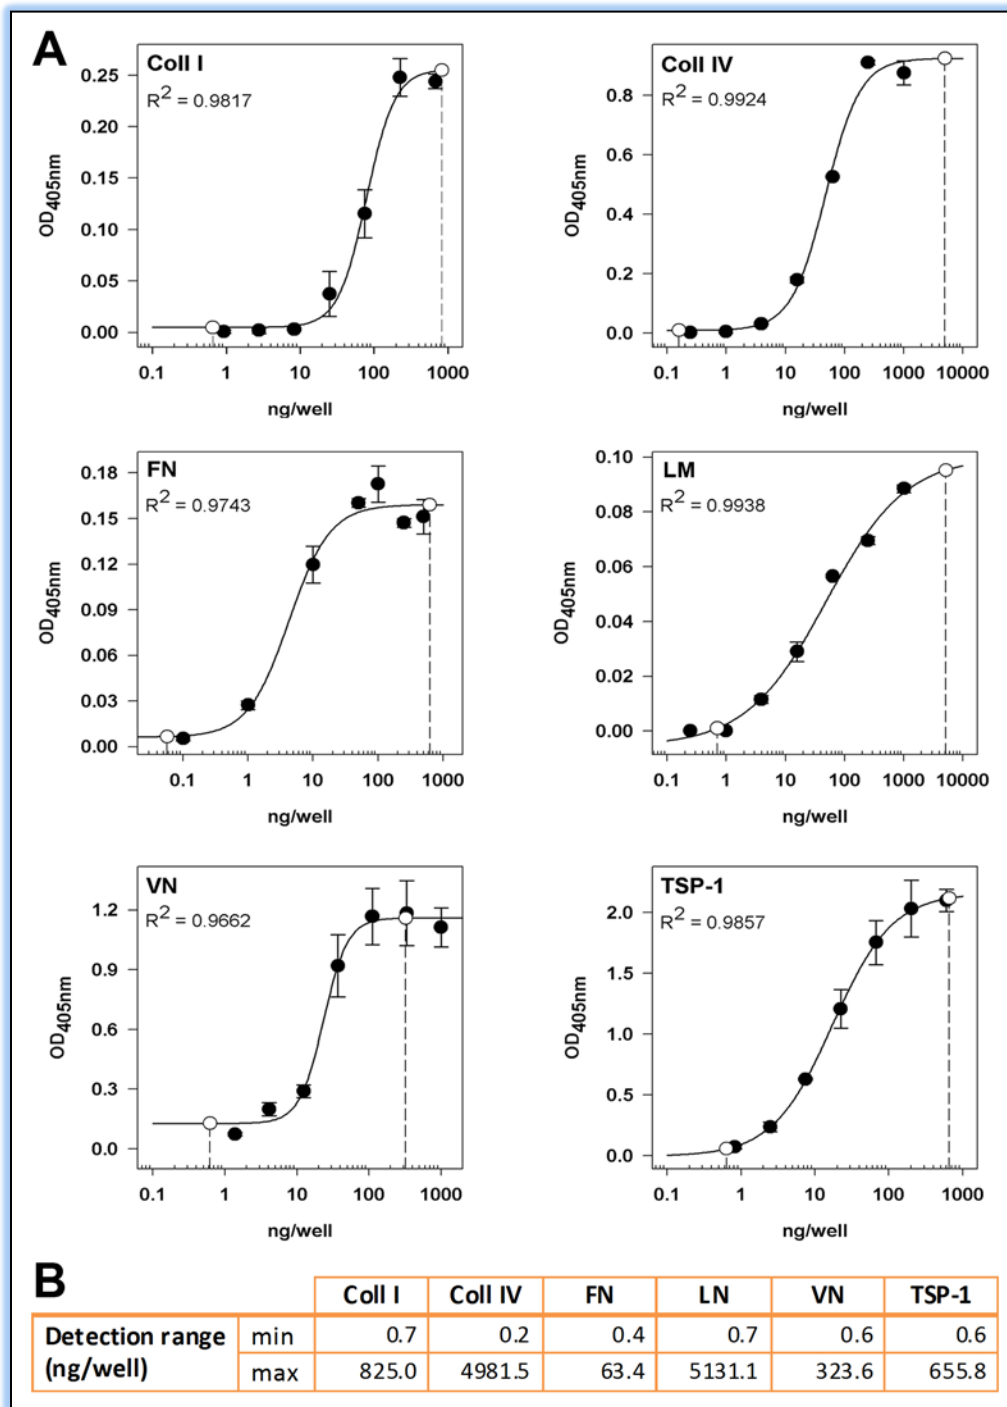 A
Coll I
R2 = 0.9817
0.25
0.20
0.15
0.10
0.05
0.00
OD405nm
0.1 1 10 100 1000
ng/well
Coll IV
R2 = 0.9924
0.8
0.6
0.4
0.2
0.0
OD405nm
0.1 1 10 100 1000 10000
ng/well
FN
R2 = 0.9743
0.18
0.15
0.12
0.09
0.06
0.03
0.00
OD405nm
0.1 1 10 100 1000
ng/well
LM
R2 = 0.9938
0.10
0.08
0.06
0.04
0.02
0.00
OD405nm
0.1 1 10 100 1000 10000
ng/well
VN
R2 = 0.9662
1.2
0.9
0.6
0.3
0.0
OD405nm
0.1 1 10 100 1000
ng/well
TSP-1
R2 = 0.9857
2.0
1.5
1.0
0.5
0.0
OD405nm
0.1 1 10 100 1000
ng/well
B
Coll I Coll IV FN LN VN TSP-1
Detection range (ng/well) min 0.7 0.2 0.4 0.7 0.6 0.6
max 825.0 4981.5 63.4 5131.1 323.6 655.8